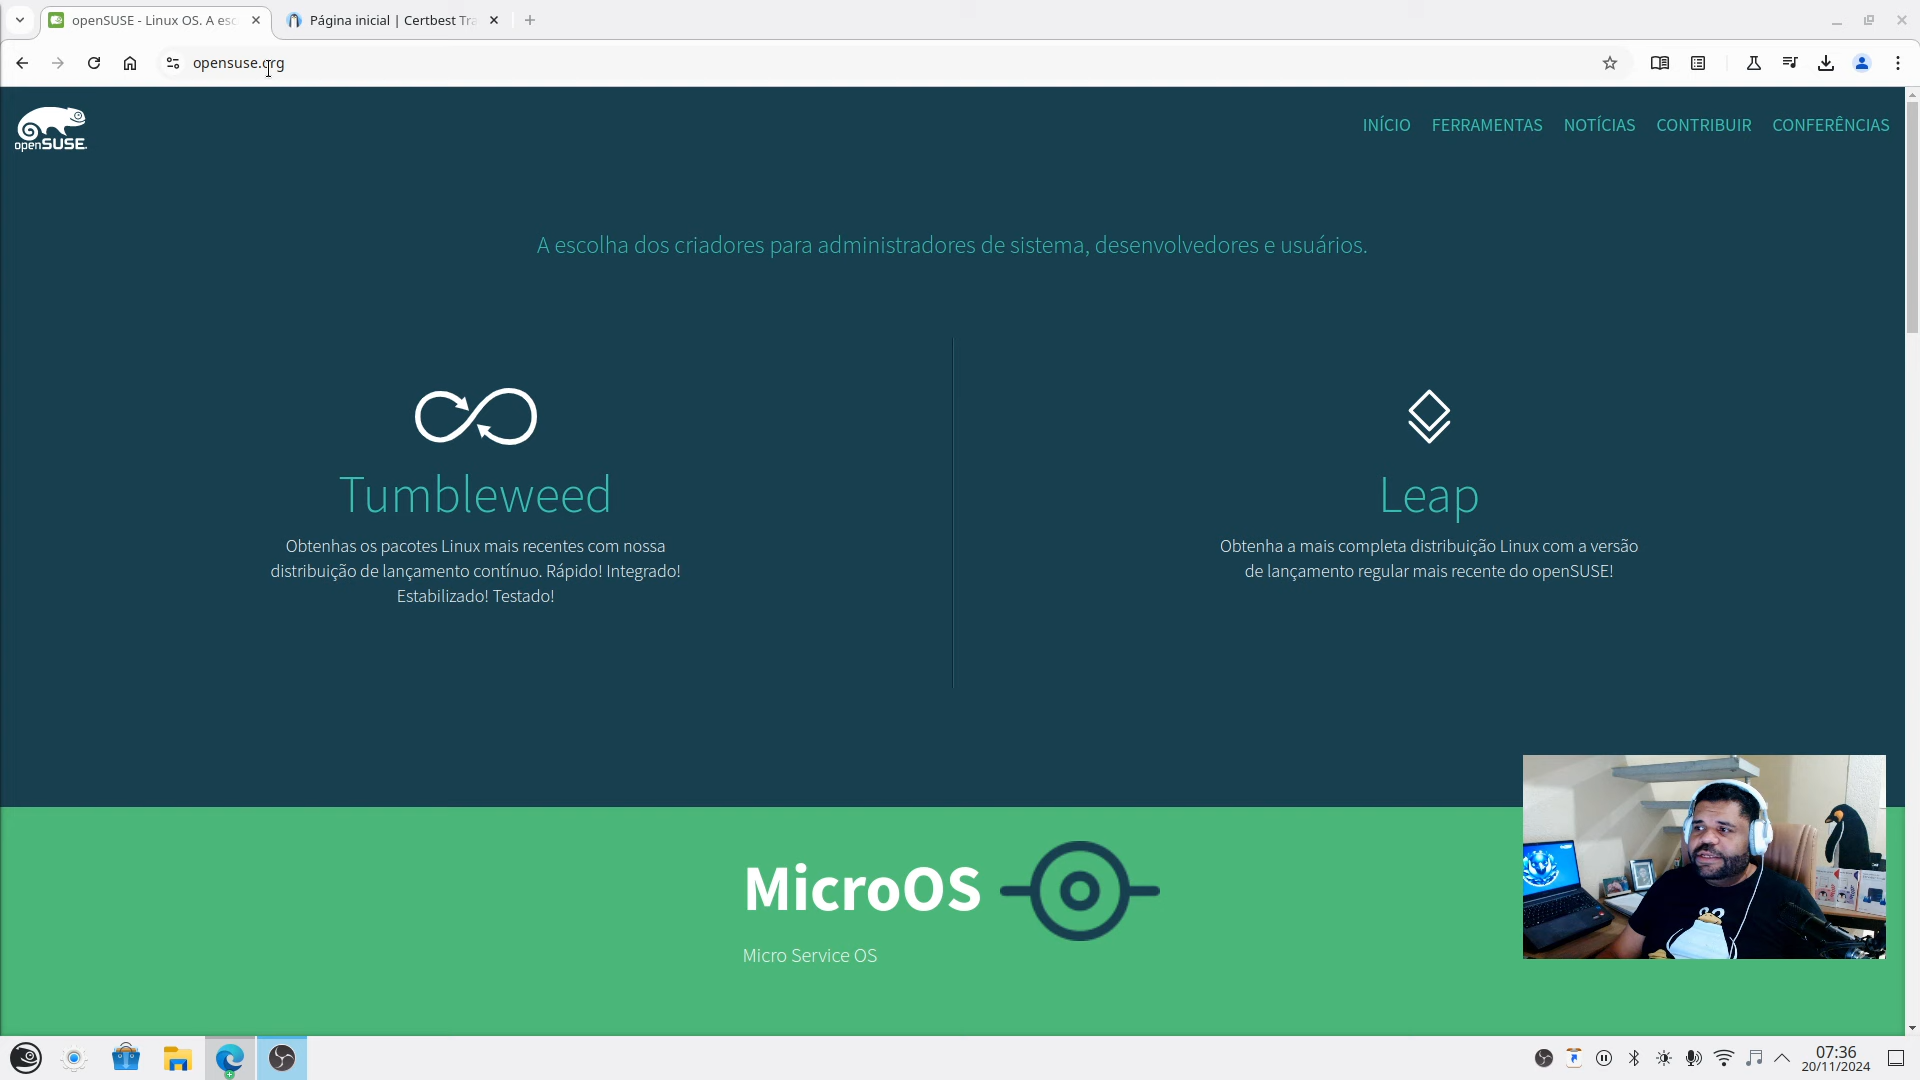 openSUSE - Linux OS. A esc
Página inicial | Certbest Tra
opensuse.org
openSUSE.
INÍCIO
FERRAMENTAS
NOTÍCIAS
CONTRIBUIR
CONFERÊNCIAS
A escolha dos criadores para administradores de sistema, desenvolvedores e usuários.
Tumbleweed
Obtenhas os pacotes Linux mais recentes com nossa
distribuição de lançamento contínuo. Rápido! Integrado!
Estabilizado! Testado!
Leap
Obtenha a mais completa distribuição Linux com a versão
de lançamento regular mais recente do openSUSE!
MicroOS
Micro Service OS
07:36
20/11/2024